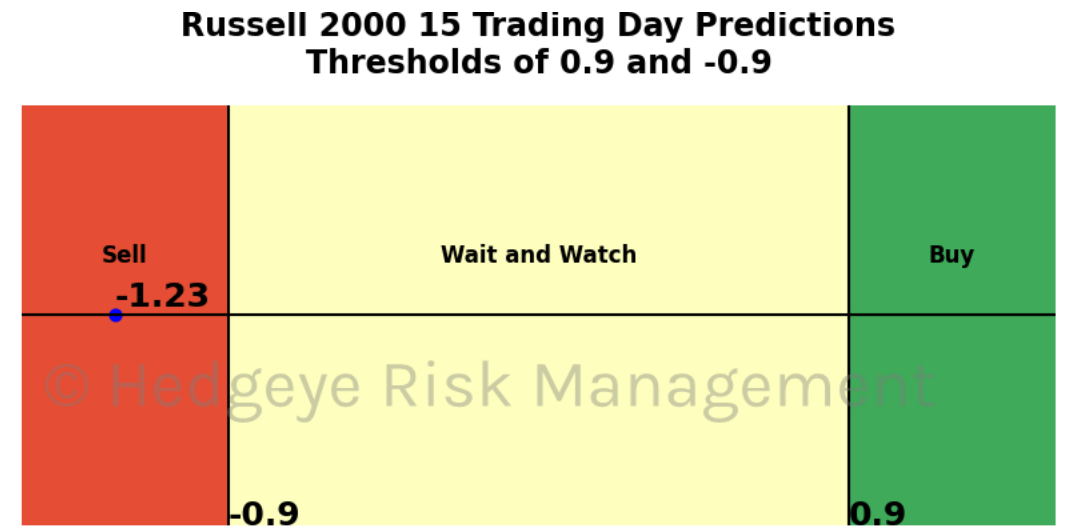 Russell 2000 15 Trading Day Predictions
Thresholds of 0.9 and -0.9
Sell
Wait and Watch
Buy
-1.23
© Hedgeye Risk Management
-0.9
0.9